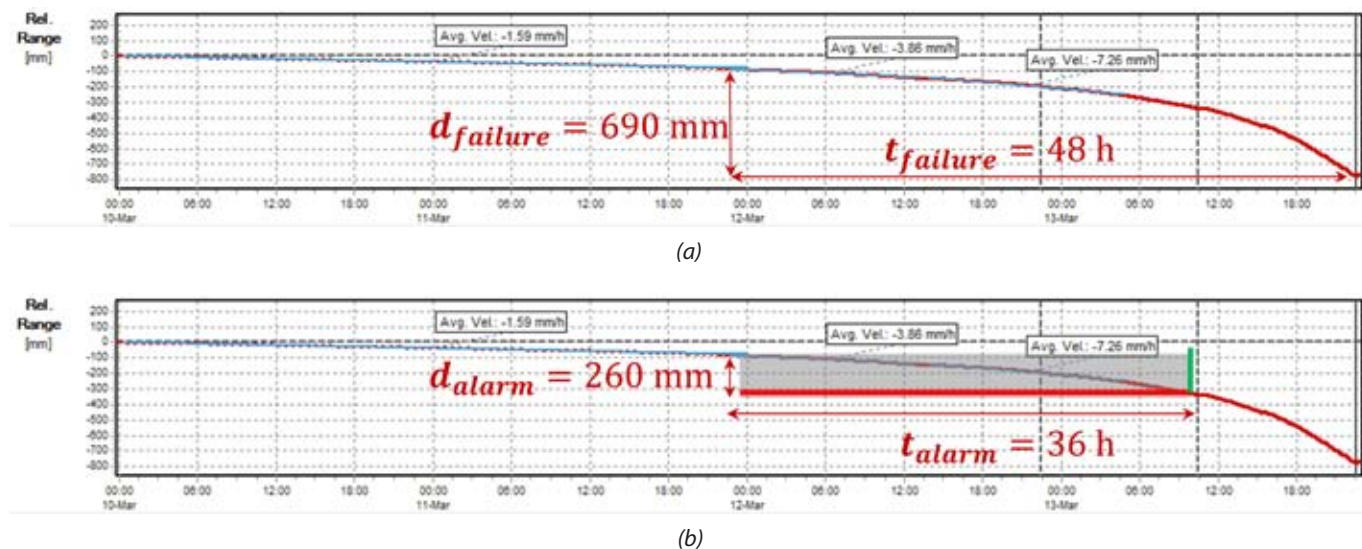 Rel.
Range
[mm]
200
100
0
-100
-200
-300
-400
-500
-600
-700
-800
Avg. Vel.: -1.59 mm/h
Avg. Vel.: -3.86 mm/h
Avg. Vel.: -7.26 mm/h
d_failure = 690 mm
t_failure = 48 h
00:00 06:00 12:00 18:00 00:00 06:00 12:00 18:00 00:00 06:00 12:00 18:00 00:00 06:00 12:00 18:00
10-Mar 11-Mar 12-Mar 13-Mar
(a)
Rel.
Range
[mm]
200
100
0
-100
-200
-300
-400
-500
-600
-700
-800
Avg. Vel.: -1.59 mm/h
Avg. Vel.: -3.86 mm/h
Avg. Vel.: -7.26 mm/h
d_alarm = 260 mm
t_alarm = 36 h
00:00 06:00 12:00 18:00 00:00 06:00 12:00 18:00 00:00 06:00 12:00 18:00 00:00 06:00 12:00 18:00
10-Mar 11-Mar 12-Mar 13-Mar
(b)